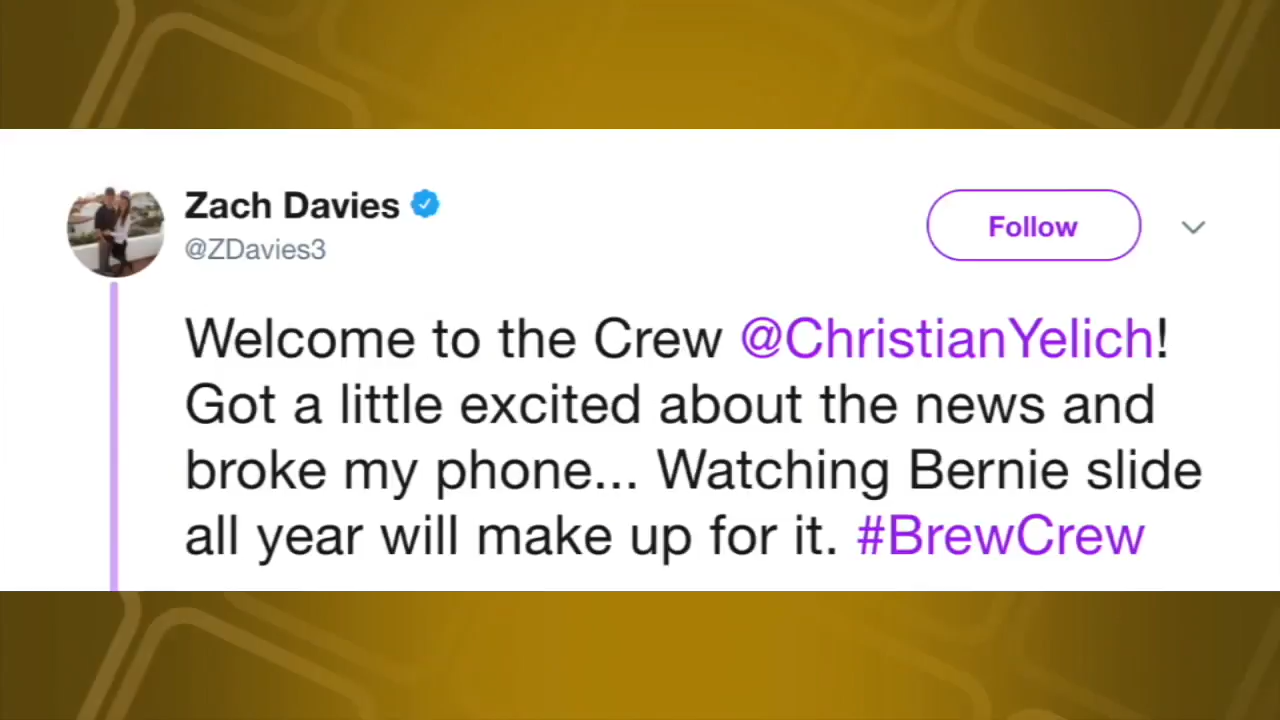 Zach Davies
@ZDavies3
Follow
Welcome to the Crew @ChristianYelich!
Got a little excited about the news and
broke my phone... Watching Bernie slide
all year will make up for it. #BrewCrew